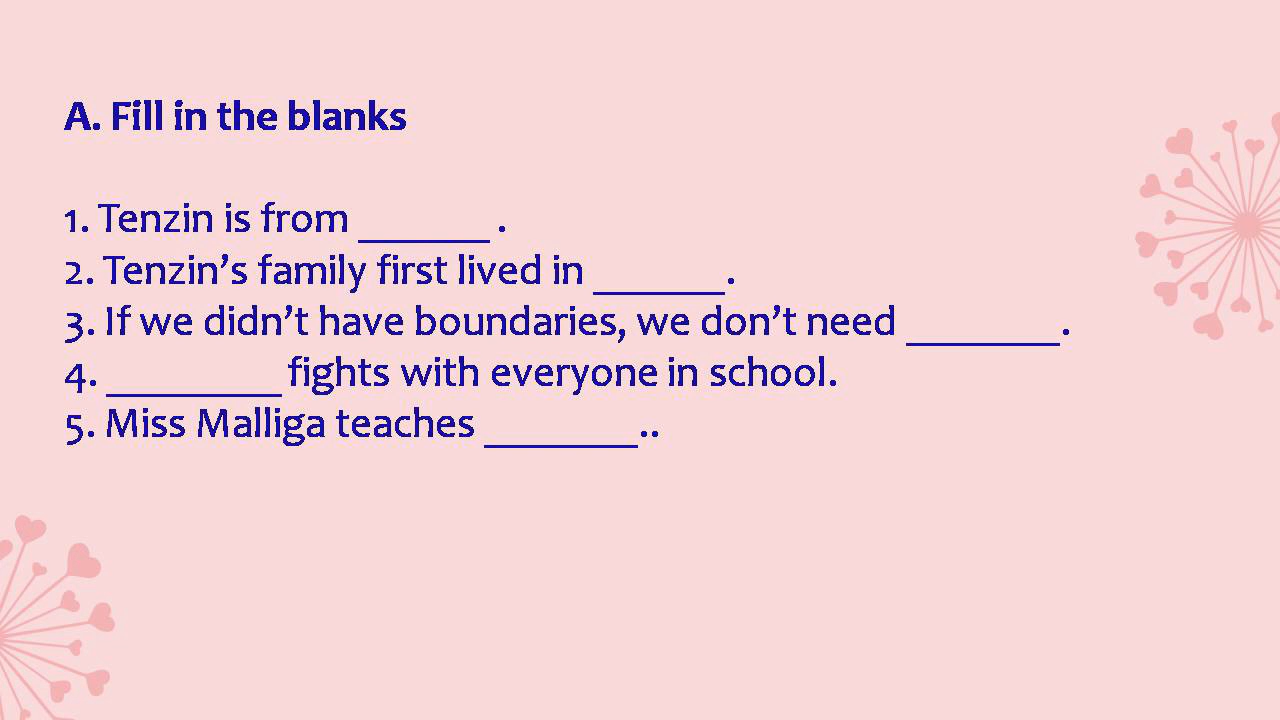 A. Fill in the blanks
1. Tenzin is from ______ .
2. Tenzin’s family first lived in ______.
3. If we didn’t have boundaries, we don’t need _______.
4. ________ fights with everyone in school.
5. Miss Malliga teaches _______..